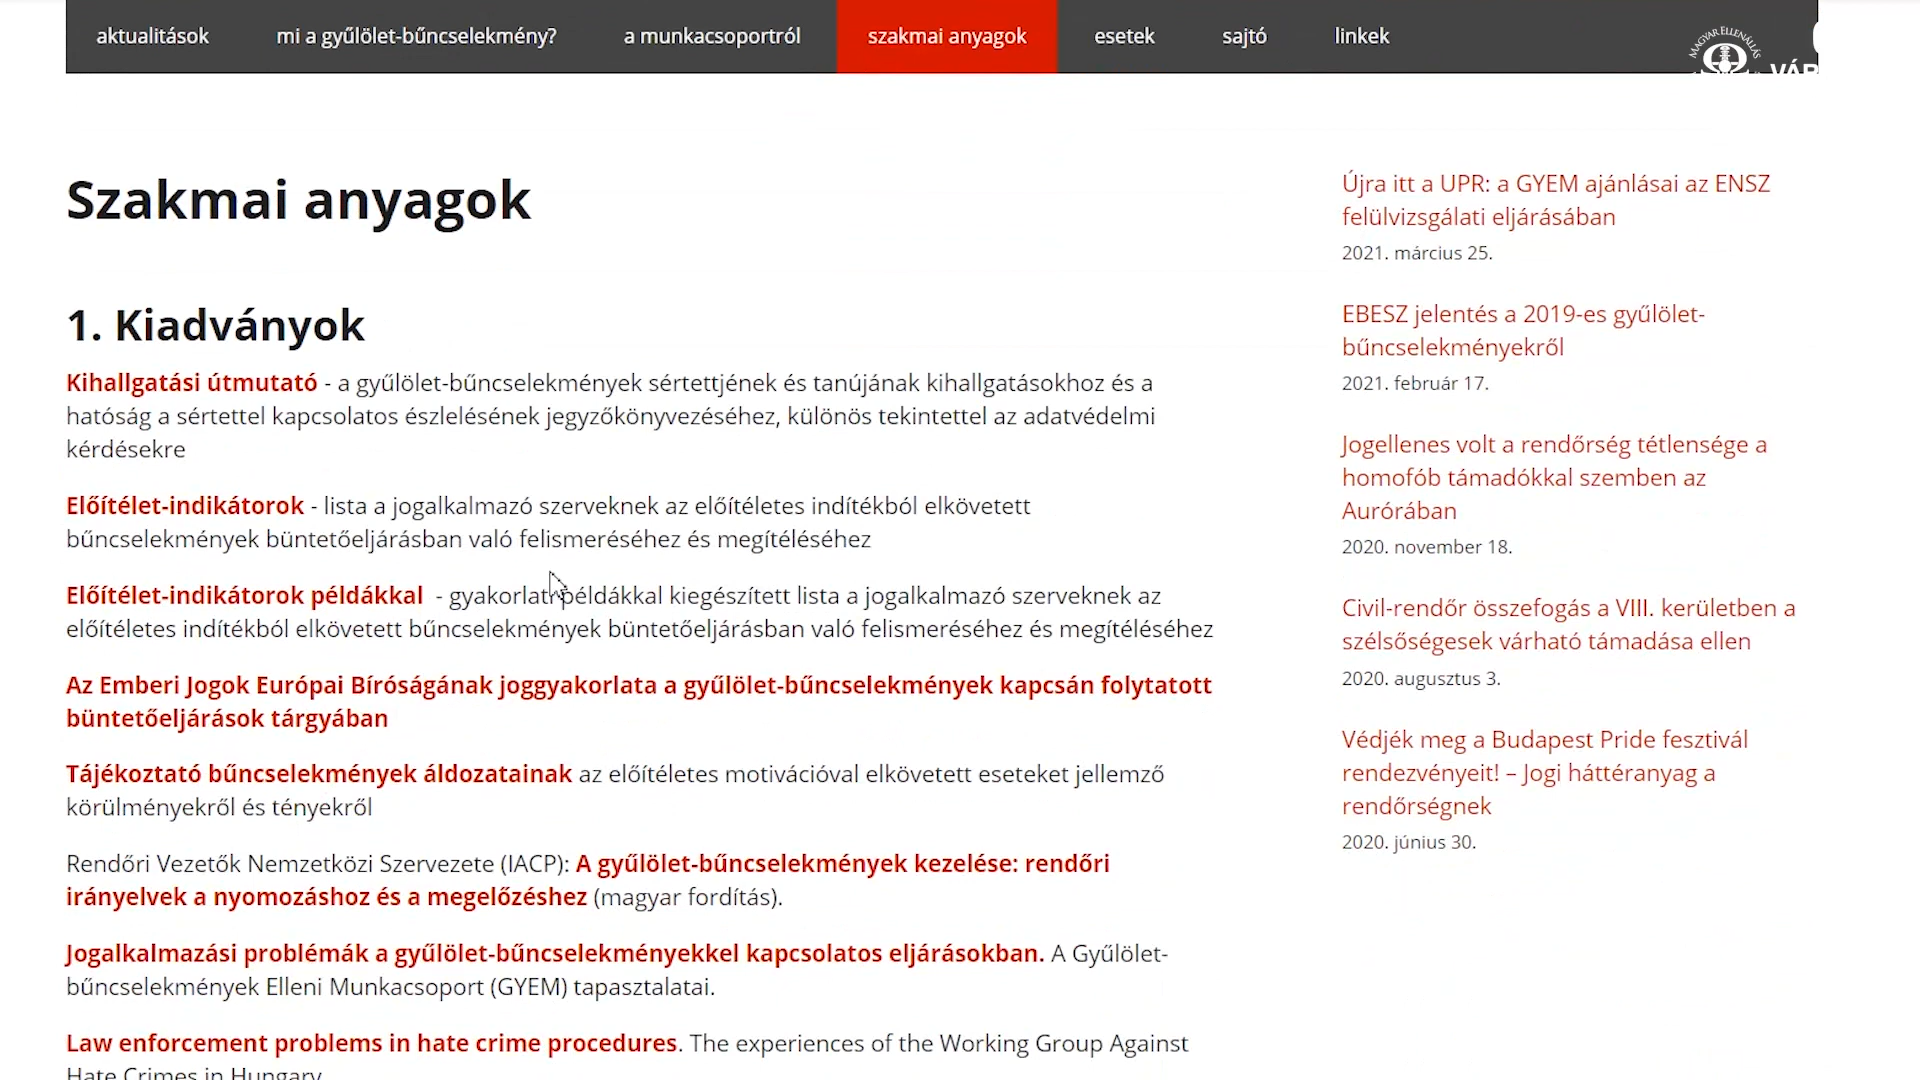 aktualitások mi a gyűlölet-bűncselekmény? a munkacsoportról szakmai anyagok esetek sajtó linkek
MAGYAR ELLENÁLLÁS
Szakmai anyagok
1. Kiadványok
Kihallgatási útmutató - a gyűlölet-bűncselekmények sértettjének és tanújának kihallgatásokhoz és a
hatóság a sértettel kapcsolatos észlelésének jegyzőkönyvezéséhez, különös tekintettel az adatvédelmi
kérdésekre
Előítélet-indikátorok - lista a jogalkalmazó szerveknek az előítéletes indítékból elkövetett
bűncselekmények büntetőeljárásban való felismeréséhez és megítéléséhez
Előítélet-indikátorok példákkal - gyakorlati példákkal kiegészített lista a jogalkalmazó szerveknek az
előítéletes indítékból elkövetett bűncselekmények büntetőeljárásban való felismeréséhez és megítéléséhez
Az Emberi Jogok Európai Bíróságának joggyakorlata a gyűlölet-bűncselekmények kapcsán folytatott
büntetőeljárások tárgyában
Tájékoztató bűncselekmények áldozatainak az előítéletes motivációval elkövetett eseteket jellemző
körülményekről és tényekről
Rendőri Vezetők Nemzetközi Szervezete (IACP): A gyűlölet-bűncselekmények kezelése: rendőri
irányelvek a nyomozáshoz és a megelőzéshez (magyar fordítás).
Jogalkalmazási problémák a gyűlölet-bűncselekményekkel kapcsolatos eljárásokban. A Gyűlölet-
bűncselekmények Elleni Munkacsoport (GYEM) tapasztalatai.
Law enforcement problems in hate crime procedures. The experiences of the Working Group Against
Hate Crimes in Hungary
Újra itt a UPR: a GYEM ajánlásai az ENSZ
felülvizsgálati eljárásában
2021. március 25.
EBESZ jelentés a 2019-es gyűlölet-
bűncselekményekről
2021. február 17.
Jogellenes volt a rendőrség tétlensége a
homofób támadókkal szemben az
Aurórában
2020. november 18.
Civil-rendőr összefogás a VIII. kerületben a
szélsőségesek várható támadása ellen
2020. augusztus 3.
Védjék meg a Budapest Pride fesztivál
rendezvényeit! – Jogi háttéranyag a
rendőrségnek
2020. június 30.